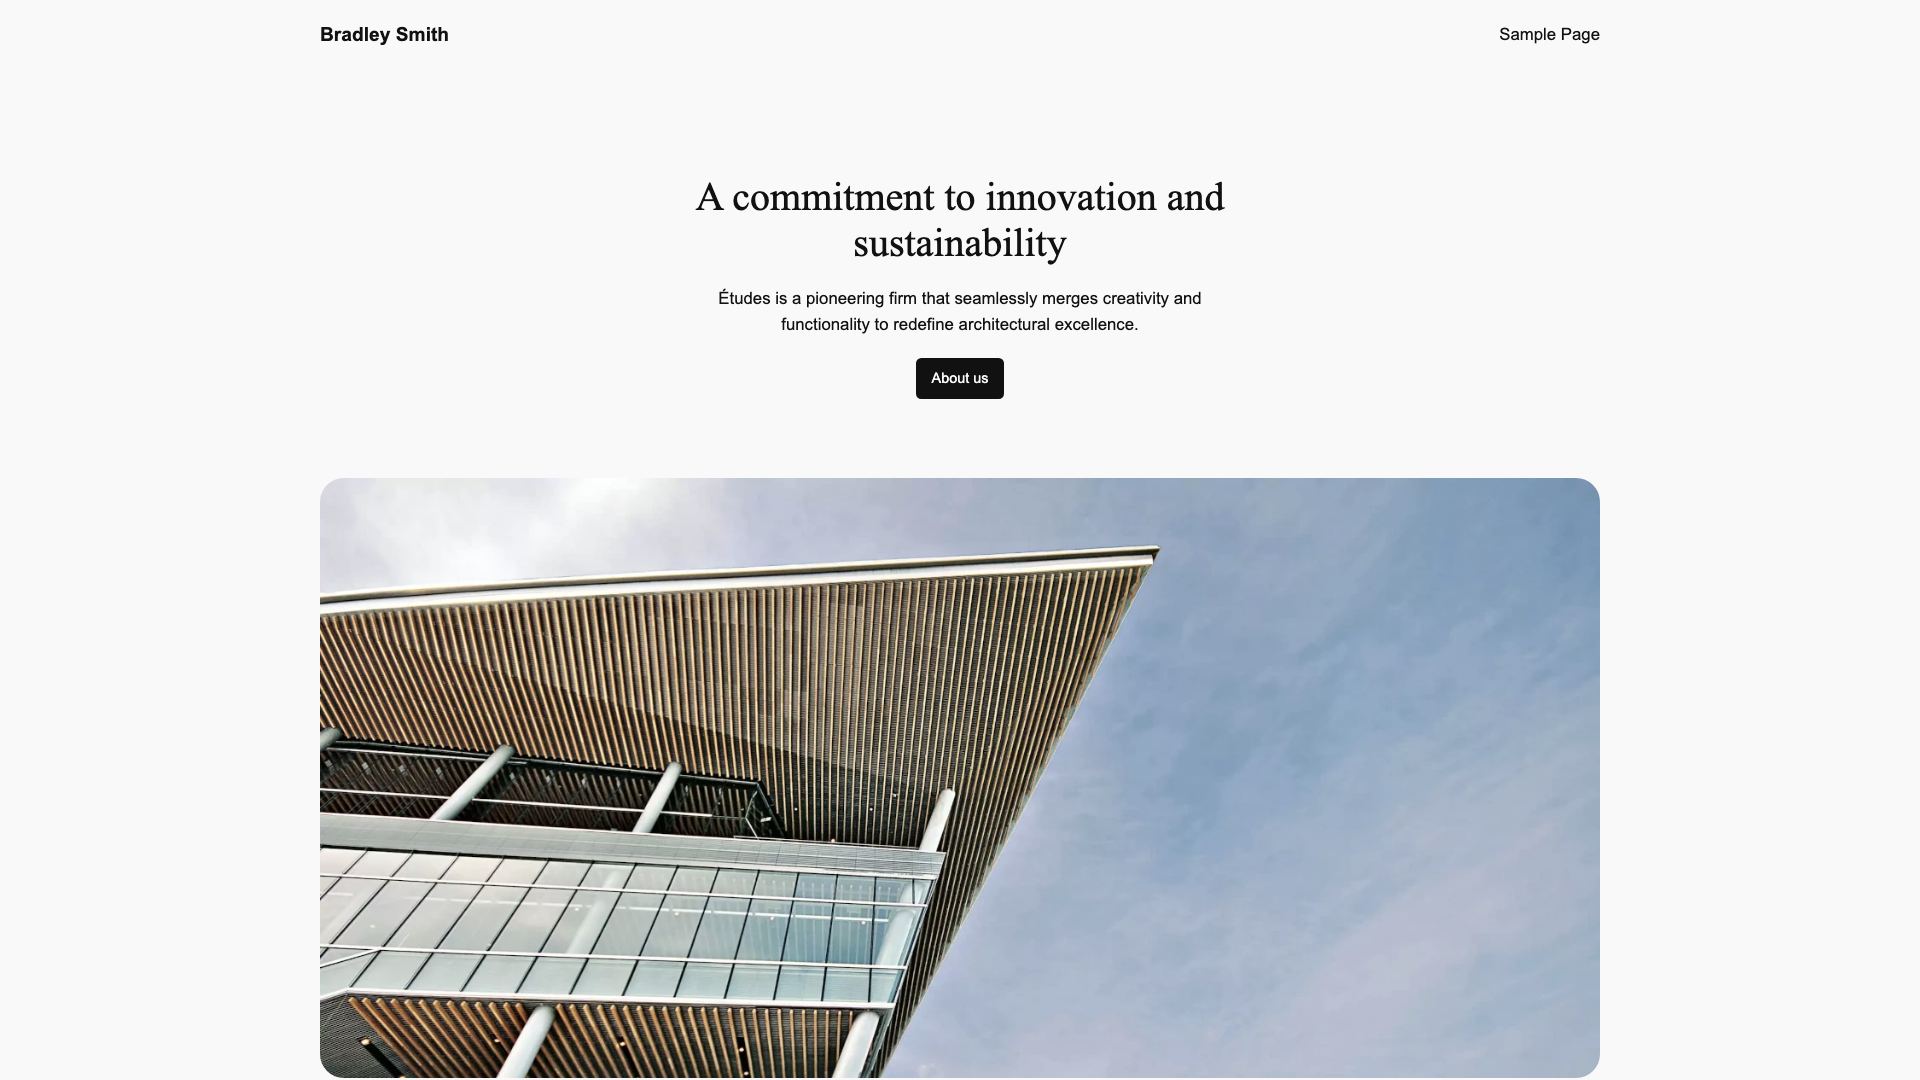 Bradley Smith
Sample Page
A commitment to innovation and
sustainability
Études is a pioneering firm that seamlessly merges creativity and
functionality to redefine architectural excellence.
About us